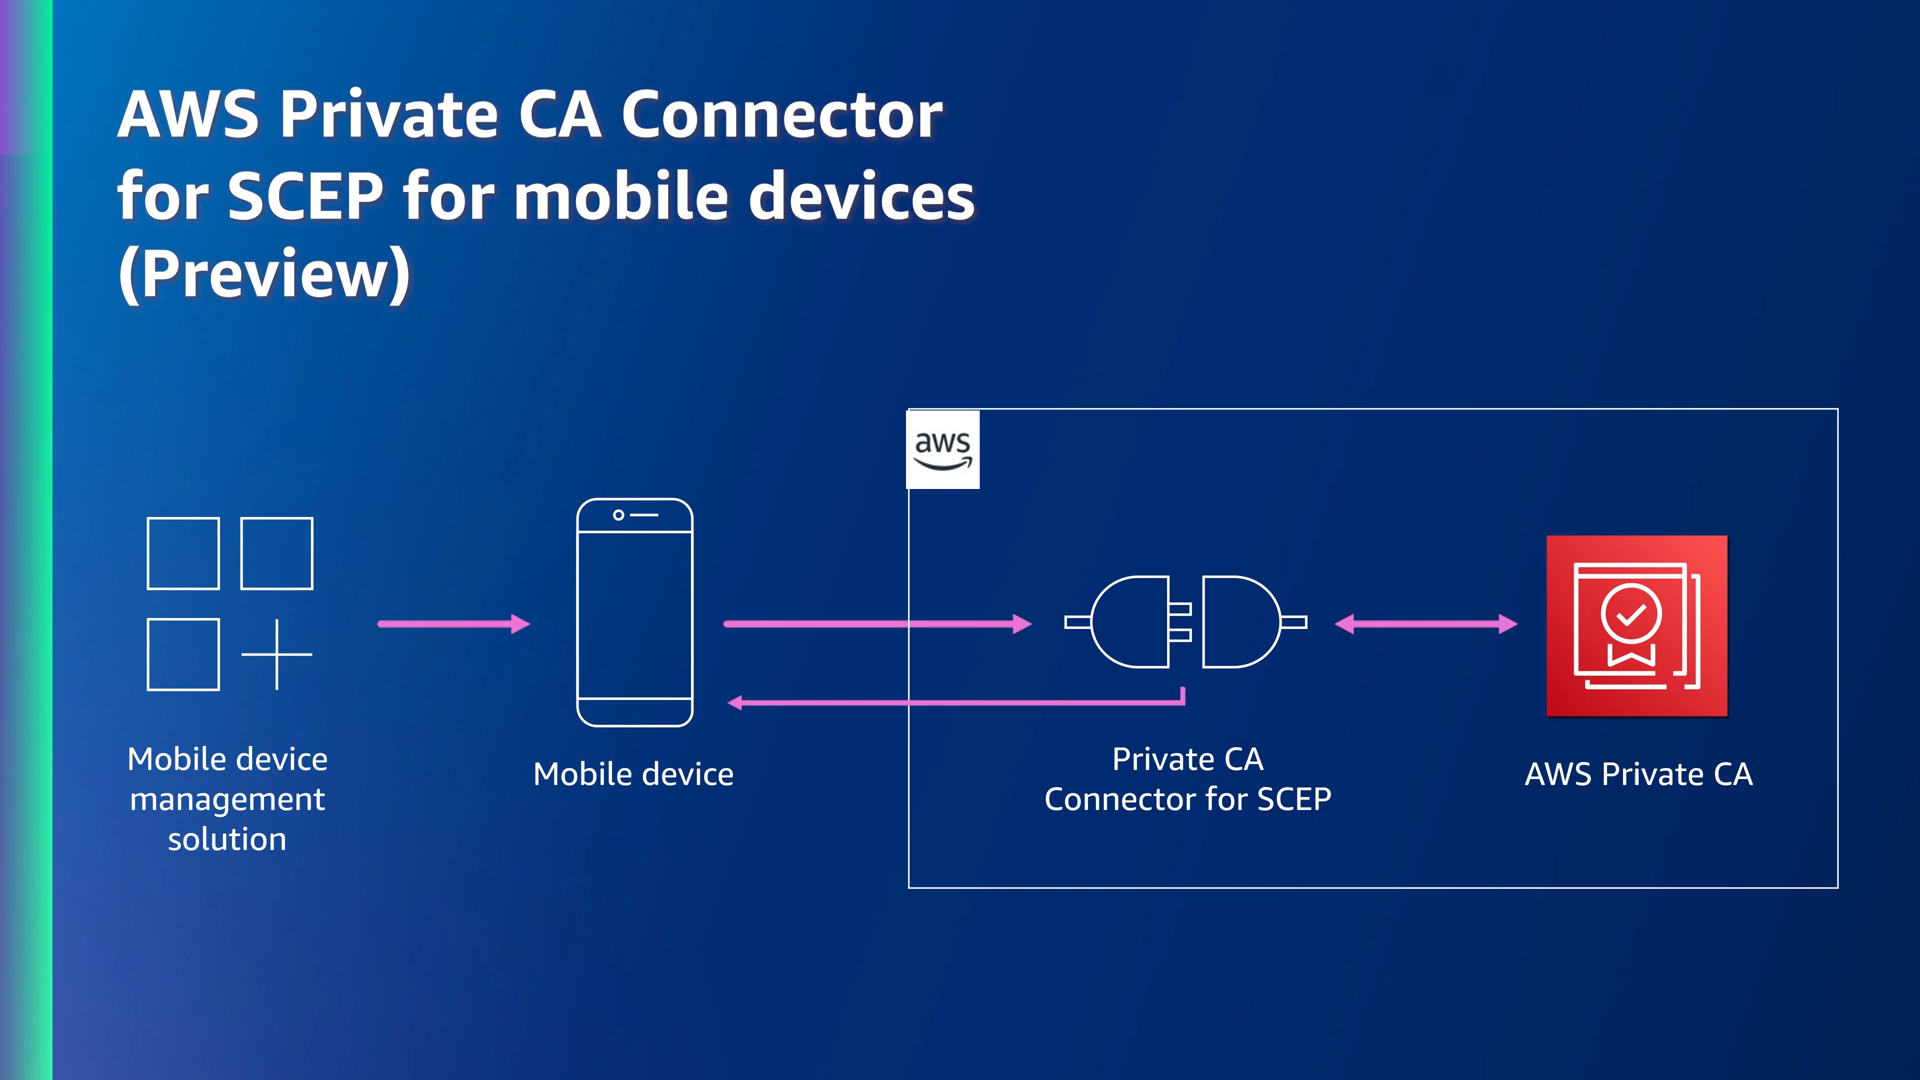 AWS Private CA Connector
for SCEP for mobile devices
(Preview)
aws
Mobile device
management
solution
Mobile device
Private CA
Connector for SCEP
AWS Private CA